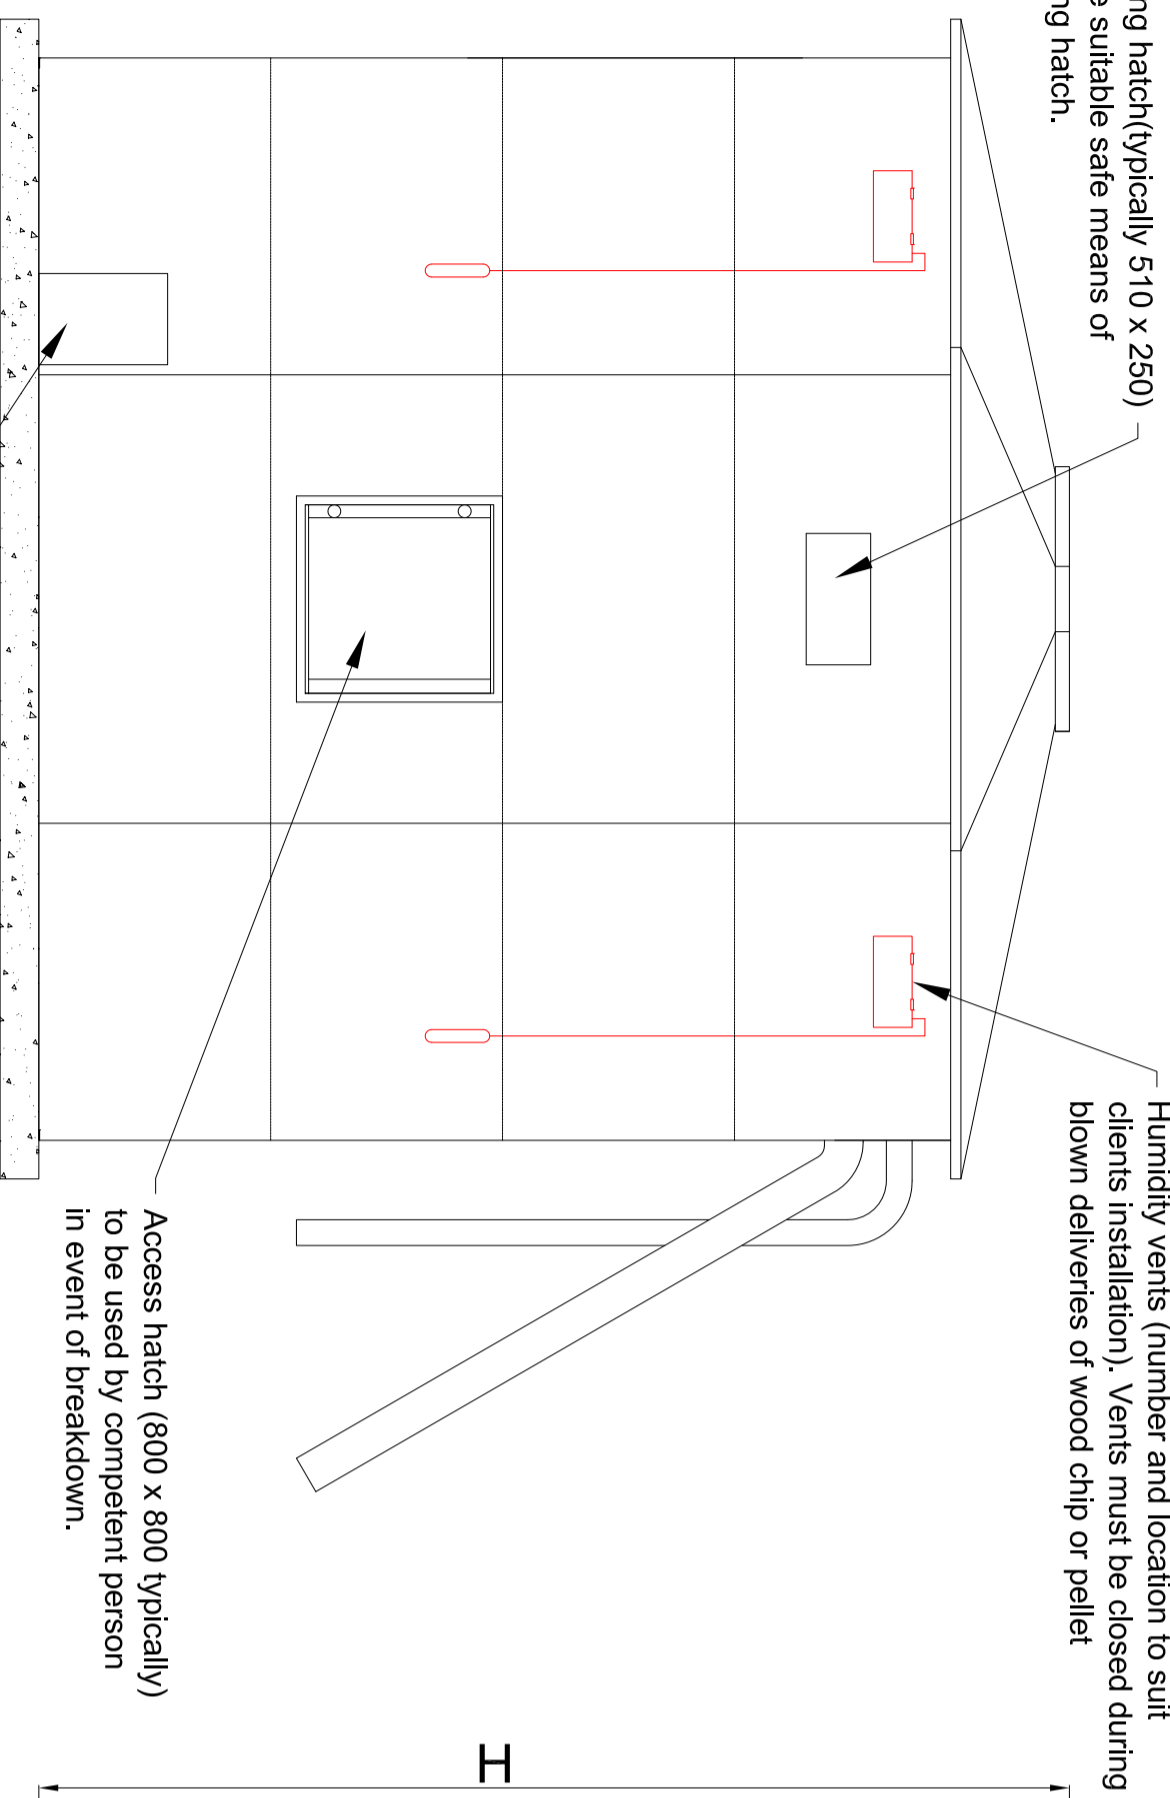 ng hatch(typically 510 x 250)
suitable safe means of
ng hatch.
Humidity vents (number and location to suit
clients installation). Vents must be closed during
blown deliveries of wood chip or pellet
Access hatch (800 x 800 typically)
to be used by competent person
in event of breakdown.
H